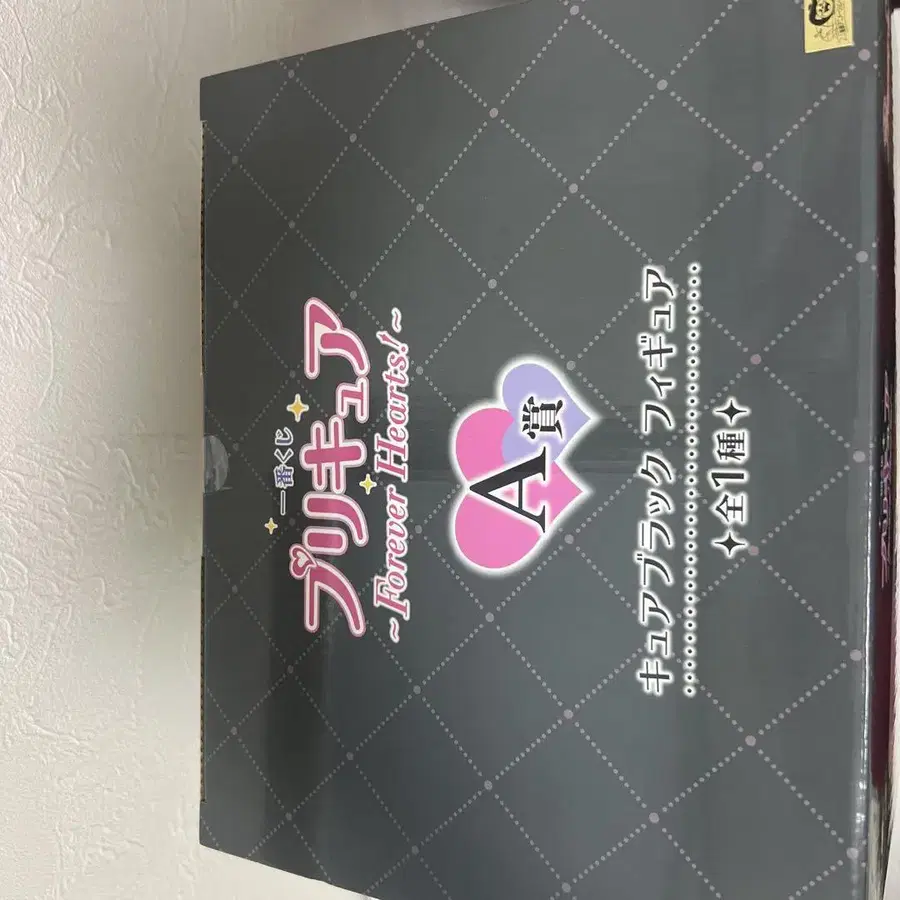 一番くじ
プリキュア
~Forever Hearts!~
A賞
キュアブラック フィギュア
全1種